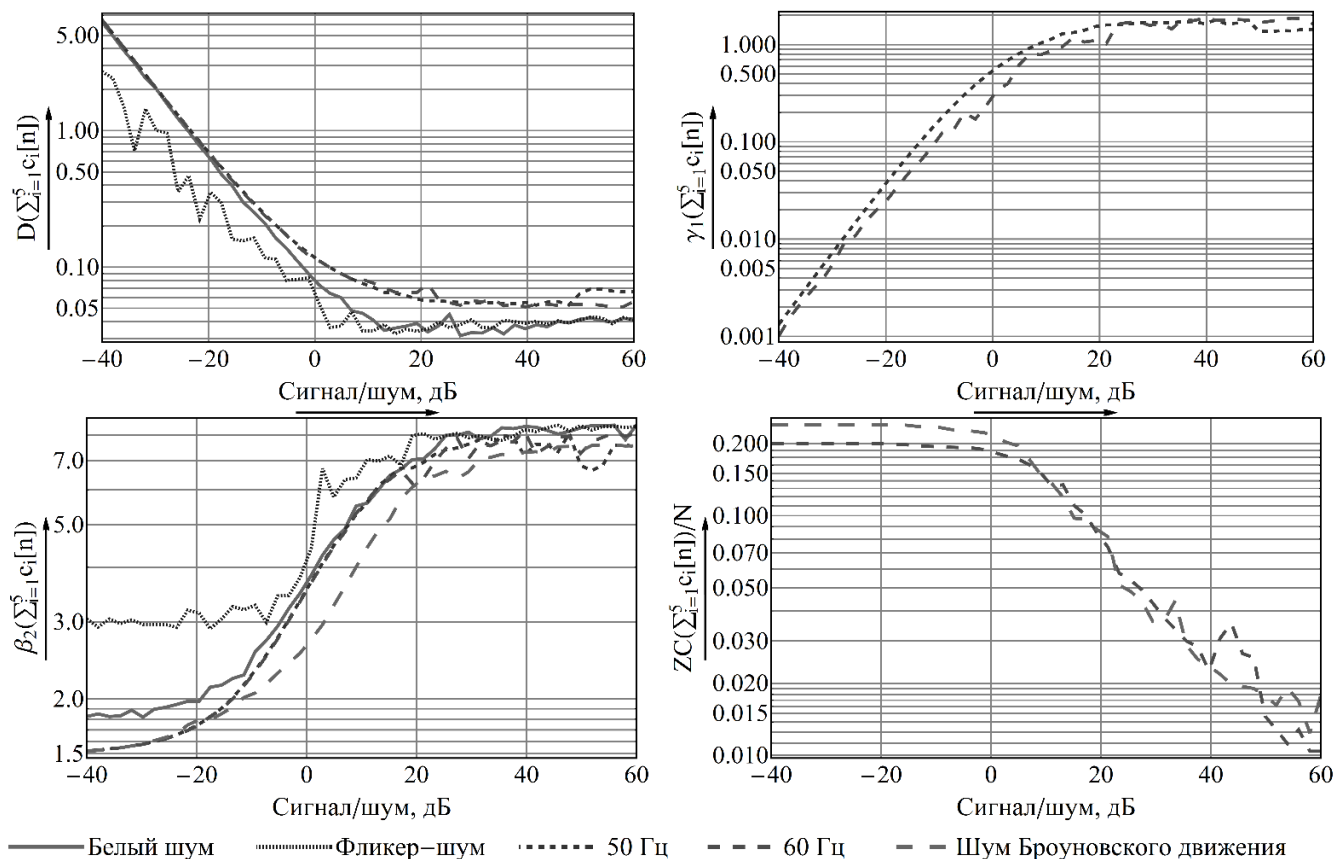 D(∑⁵ᵢ₌₁cᵢ[n])
5.00
1.00
0.50
0.10
0.05
−40 −20 0 20 40 60
Сигнал/шум, дБ
γ₁(∑⁵ᵢ₌₁cᵢ[n])
1.000
0.500
0.100
0.050
0.010
0.005
0.001
−40 −20 0 20 40 60
Сигнал/шум, дБ
β₂(∑⁵ᵢ₌₁cᵢ[n])
7.0
5.0
3.0
2.0
1.5
−40 −20 0 20 40 60
Сигнал/шум, дБ
ZC(∑⁵ᵢ₌₁cᵢ[n])/N
0.200
0.150
0.100
0.070
0.050
0.030
0.020
0.015
0.010
−40 −20 0 20 40 60
Сигнал/шум, дБ
Белый шум Фликер−шум 50 Гц 60 Гц Шум Броуновского движения